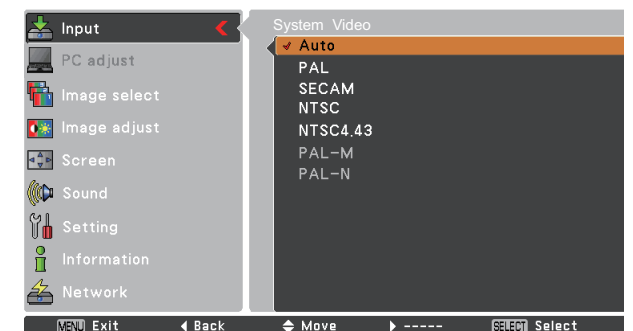 Input
PC adjust
Image select
Image adjust
Screen
Sound
Setting
Information
Network
System Video
Auto
PAL
SECAM
NTSC
NTSC4.43
PAL-M
PAL-N
MENU Exit Back Move ----- SELECT Select